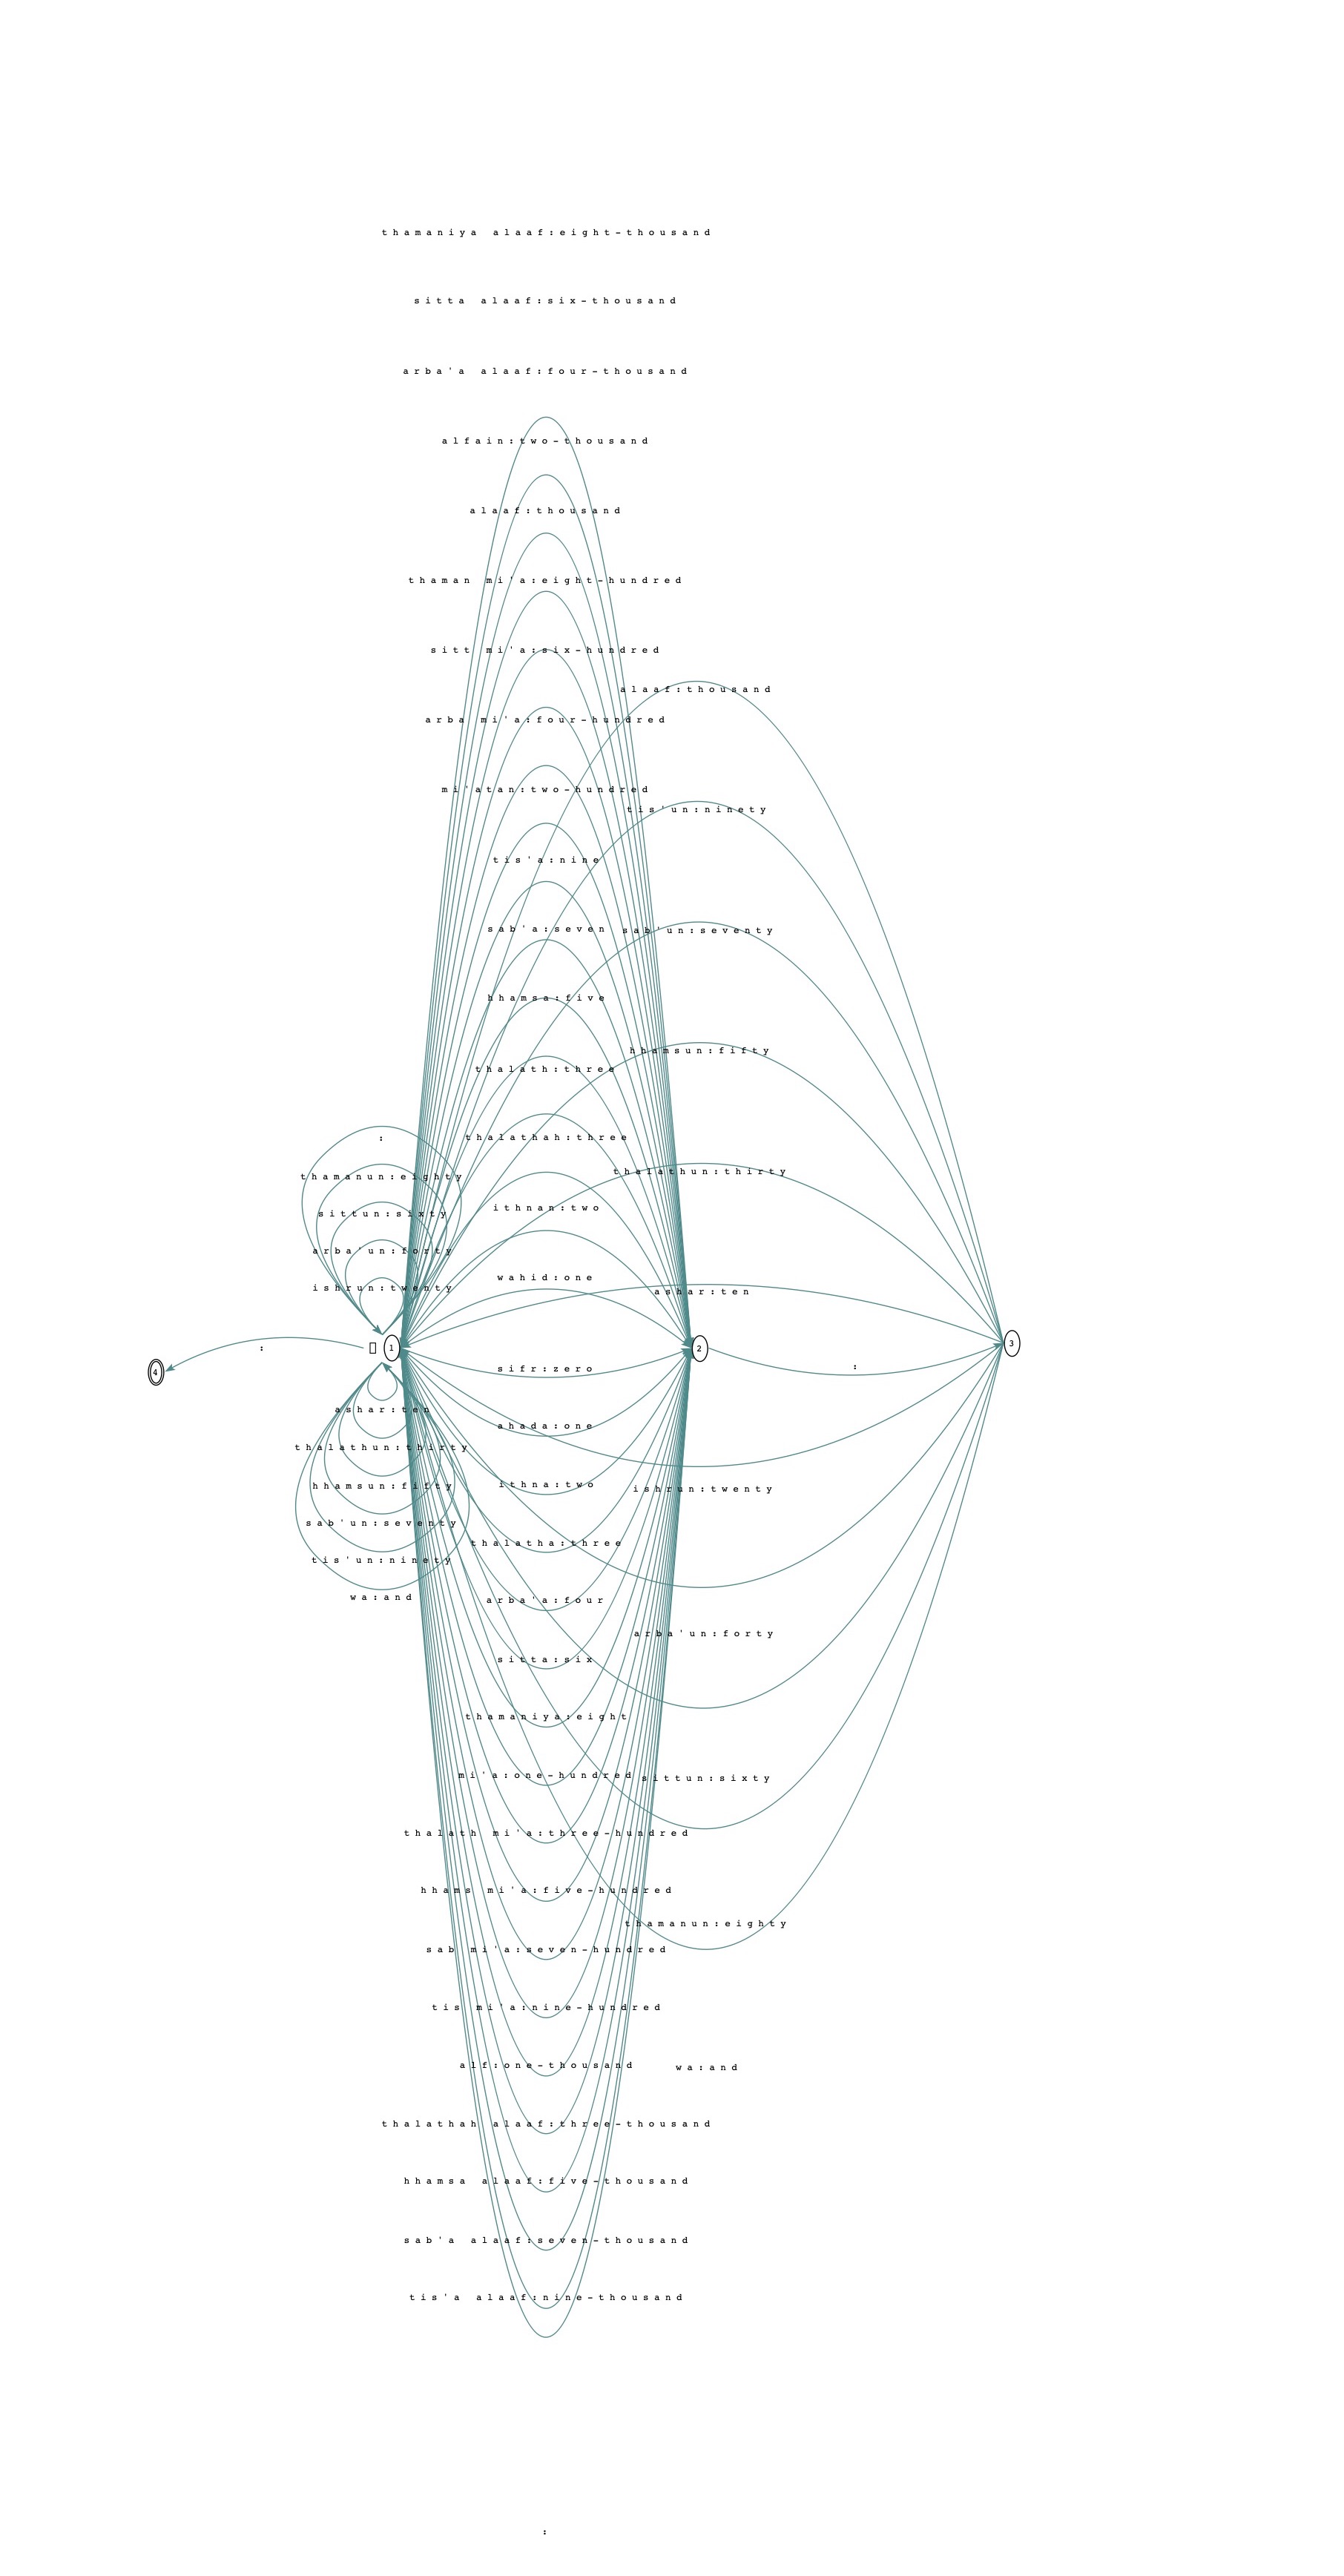 thamaniya alaaf:eight-thousand
sitta alaaf:six-thousand
arba'a alaaf:four-thousand
alfain:two-thousand
alaaf:thousand
thaman mi'a:eight-hundred
sitt mi'a:six-hundred
alaaf:thousand
arba mi'a:four-hundred
mi'atan:two-hundred
tis'un:ninety
tis'a:nine
sab'a:seven
sab'un:seventy
hhamsa:five
hhamsun:fifty
thalath:three
thalathah:three
:
thalathun:thirty
thamanun:eighty
ithnan:two
sittun:sixty
arba'un:forty
wahid:one
ishrun:twenty
ashar:ten
:
1
2
3
4
sifr:zero
:
ashar:ten
ahada:one
thalathun:thirty
hhamsun:fifty
ithna:two
ishrun:twenty
sab'un:seventy
thalatha:three
tis'un:ninety
wa:and
arba'a:four
arba'un:forty
sitta:six
thamaniya:eight
mi'a:one-hundred
sittun:sixty
thalath mi'a:three-hundred
hhams mi'a:five-hundred
thamanun:eighty
sab mi'a:seven-hundred
tis mi'a:nine-hundred
alf:one-thousand
wa:and
thalathah alaaf:three-thousand
hhamsa alaaf:five-thousand
sab'a alaaf:seven-thousand
tis'a alaaf:nine-thousand
: